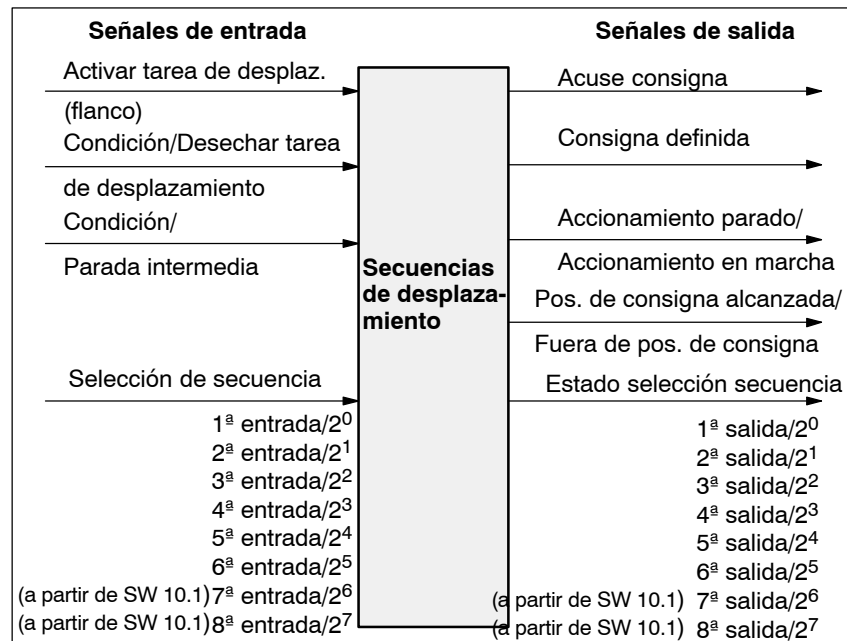 Señales de entrada
Señales de salida
Activar tarea de desplaz.
(flanco)
Condición/Desechar tarea
de desplazamiento
Condición/
Parada intermedia
Selección de secuencia
1ª entrada/2⁰
2ª entrada/2¹
3ª entrada/2²
4ª entrada/2³
5ª entrada/2⁴
6ª entrada/2⁵
(a partir de SW 10.1) 7ª entrada/2⁶
(a partir de SW 10.1) 8ª entrada/2⁷
Secuencias
de desplaza-
miento
Acuse consigna
Consigna definida
Accionamiento parado/
Accionamiento en marcha
Pos. de consigna alcanzada/
Fuera de pos. de consigna
Estado selección secuencia
1ª salida/2⁰
2ª salida/2¹
3ª salida/2²
4ª salida/2³
5ª salida/2⁴
6ª salida/2⁵
(a partir de SW 10.1) 7ª salida/2⁶
(a partir de SW 10.1) 8ª salida/2⁷